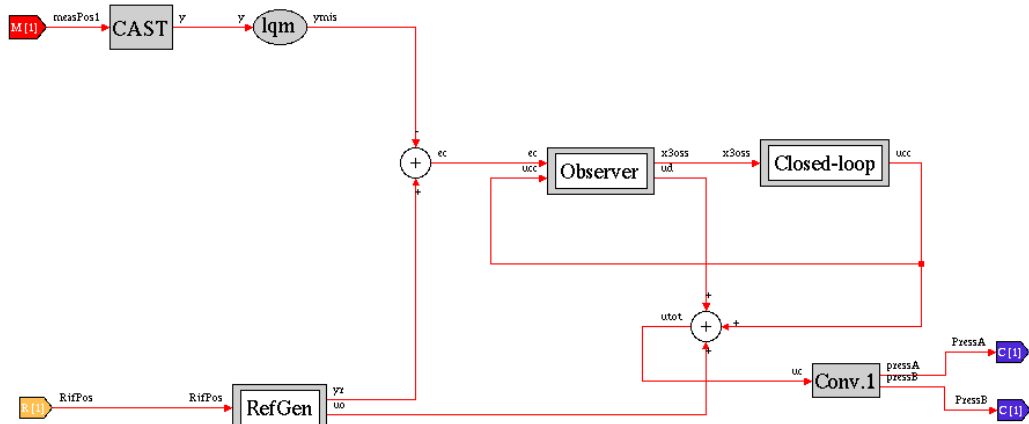 M [1]
measPos1
CAST
y
y
lqm
ymis
-
+
ec
+
ec
ucc
Observer
x3oss
ud
x3oss
Closed-loop
ucc
+
utot
+
+
+
PressA
C [1]
uc
Conv.1
pressA
pressB
R [1]
RifPos
RifPos
RefGen
yr
uo
PressB
C [1]